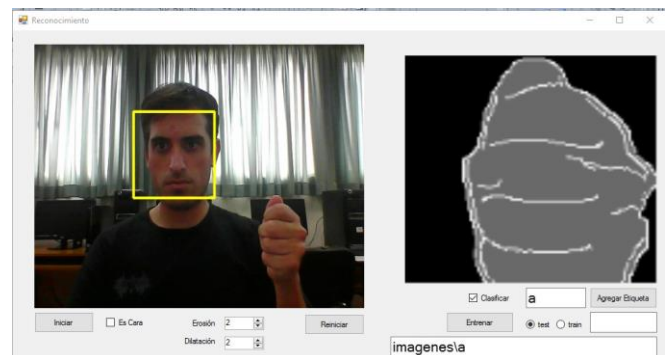 Reconocimiento
Clasificar
a
Agregar Etiqueta
Iniciar
Es Cara
Erosión
2
Reiniciar
Entrenar
test
train
Dilatación
2
imagenes\a